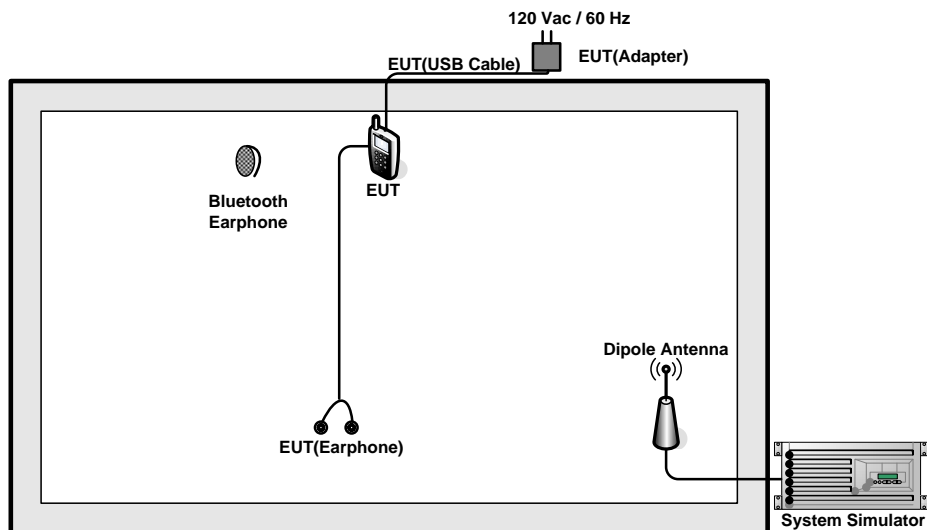 120 Vac / 60 Hz
EUT(Adapter)
EUT(USB Cable)
EUT
Bluetooth
Earphone
Dipole Antenna
EUT(Earphone)
System Simulator